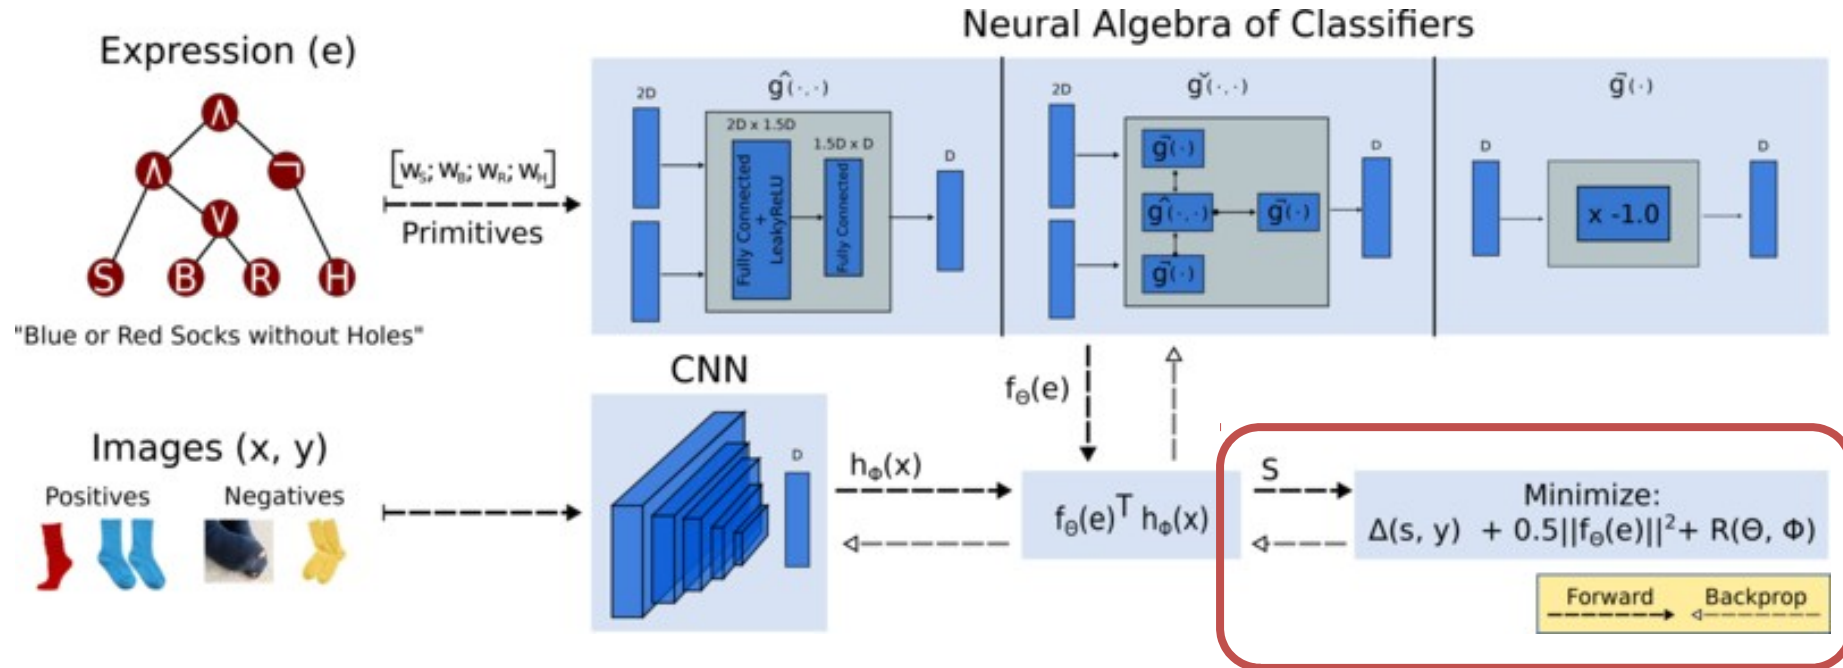 Neural Algebra of Classifiers
Expression (e)
∧
∧ ¬
∨
S B R H
"Blue or Red Socks without Holes"
[w_S; w_B; w_R; w_H]
Primitives
ĝ(·,·)
2D
2D x 1.5D
Fully Connected + LeakyReLU
1.5D x D
Fully Connected
D
ǧ(·,·)
2D
ḡ(·)
ĝ(·,·) ḡ(·)
ḡ(·)
D
ḡ(·)
D
x -1.0
D
CNN
D
Images (x, y)
Positives Negatives
h_Φ(x)
f_Θ(e)
f_Θ(e)^T h_Φ(x)
S
Minimize:
Δ(s, y) + 0.5||f_Θ(e)||² + R(Θ, Φ)
Forward Backprop